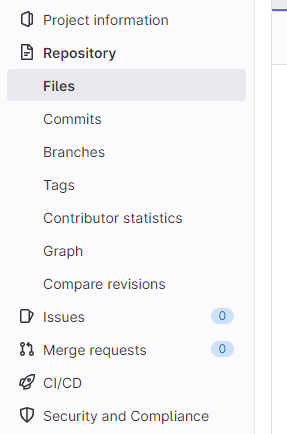 Project information
Repository
Files
Commits
Branches
Tags
Contributor statistics
Graph
Compare revisions
Issues 0
Merge requests 0
CI/CD
Security and Compliance